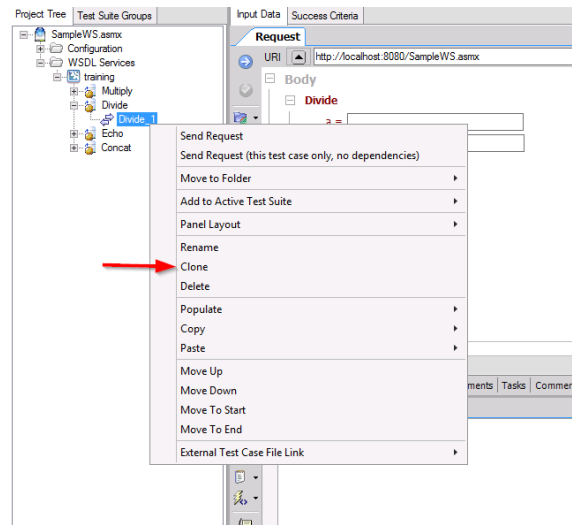 Project Tree
Test Suite Groups
Input Data
Success Criteria
SampleWS.asmx
Configuration
WSDL Services
training
Multiply
Divide
Divide_1
Echo
Concat
Request
URI
http://localhost:8080/SampleWS.asmx
Body
Divide
a =
Send Request
Send Request (this test case only, no dependencies)
Move to Folder
Add to Active Test Suite
Panel Layout
Rename
Clone
Delete
Populate
Copy
Paste
Move Up
Move Down
Move To Start
Move To End
External Test Case File Link
ments
Tasks
Commen